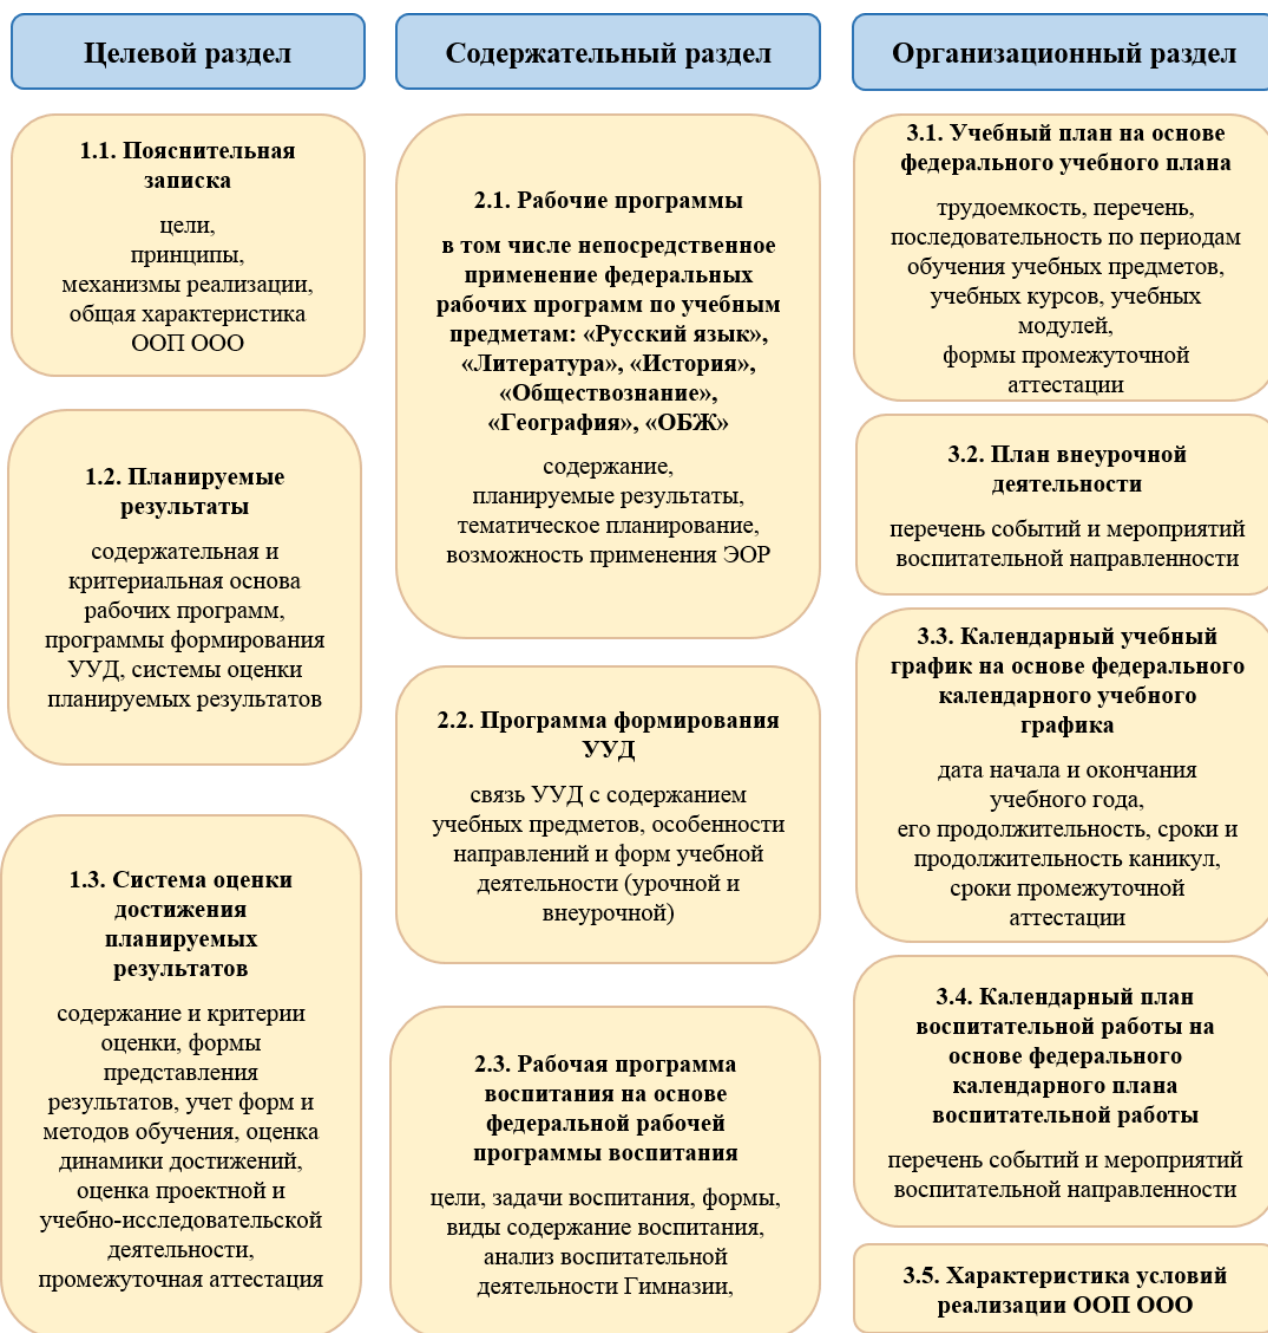 Целевой раздел
1.1. Пояснительная
записка
цели,
принципы,
механизмы реализации,
общая характеристика
ООП ООО
1.2. Планируемые
результаты
содержательная и
критериальная основа
рабочих программ,
программы формирования
УУД, системы оценки
планируемых результатов
1.3. Система оценки
достижения
планируемых
результатов
содержание и критерии
оценки, формы
представления
результатов, учет форм и
методов обучения, оценка
динамики достижений,
оценка проектной и
учебно-исследовательской
деятельности,
промежуточная аттестация
Содержательный раздел
2.1. Рабочие программы
в том числе непосредственное
применение федеральных
рабочих программ по учебным
предметам: «Русский язык»,
«Литература», «История»,
«Обществознание»,
«География», «ОБЖ»
содержание,
планируемые результаты,
тематическое планирование,
возможность применения ЭОР
2.2. Программа формирования
УУД
связь УУД с содержанием
учебных предметов, особенности
направлений и форм учебной
деятельности (урочной и
внеурочной)
2.3. Рабочая программа
воспитания на основе
федеральной рабочей
программы воспитания
цели, задачи воспитания, формы,
виды содержание воспитания,
анализ воспитательной
деятельности Гимназии,
Организационный раздел
3.1. Учебный план на основе
федерального учебного плана
трудоемкость, перечень,
последовательность по периодам
обучения учебных предметов,
учебных курсов, учебных
модулей,
формы промежуточной
аттестации
3.2. План внеурочной
деятельности
перечень событий и мероприятий
воспитательной направленности
3.3. Календарный учебный
график на основе федерального
календарного учебного
графика
дата начала и окончания
учебного года,
его продолжительность, сроки и
продолжительность каникул,
сроки промежуточной
аттестации
3.4. Календарный план
воспитательной работы на
основе федерального
календарного плана
воспитательной работы
перечень событий и мероприятий
воспитательной направленности
3.5. Характеристика условий
реализации ООП ООО